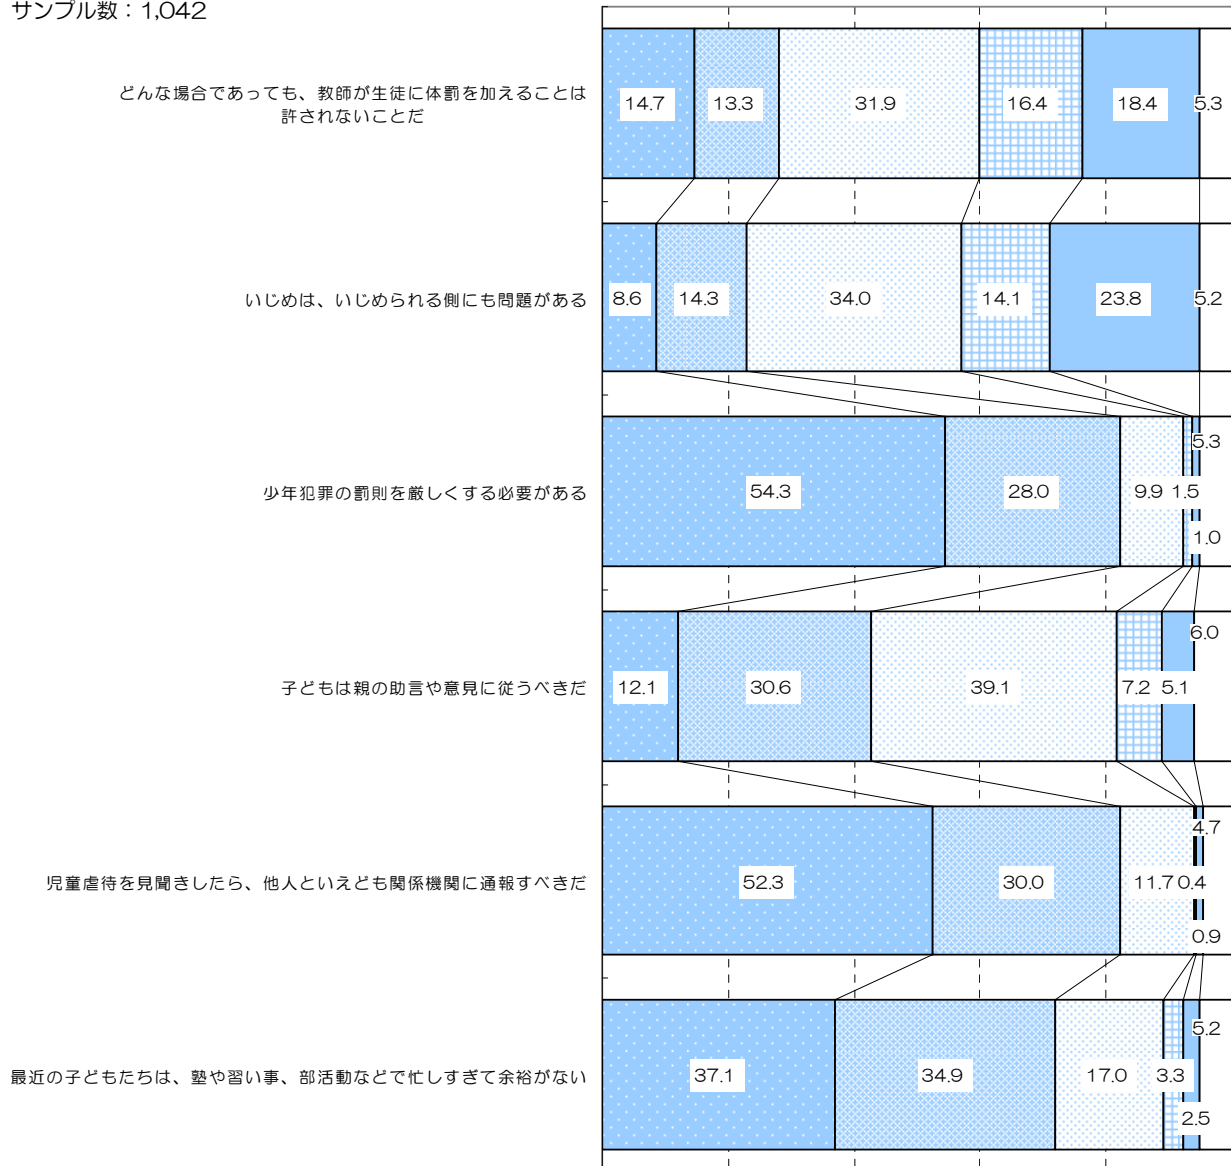 サンプル数：1,042
どんな場合であっても、教師が生徒に体罰を加えることは
許されないことだ
14.7 13.3 31.9 16.4 18.4 5.3
いじめは、いじめられる側にも問題がある
8.6 14.3 34.0 14.1 23.8 5.2
5.3
少年犯罪の罰則を厳しくする必要がある
54.3 28.0 9.9 1.5
1.0
6.0
子どもは親の助言や意見に従うべきだ
12.1 30.6 39.1 7.2 5.1
4.7
児童虐待を見聞きしたら、他人といえども関係機関に通報すべきだ
52.3 30.0 11.7 0.4
0.9
5.2
最近の子どもたちは、塾や習い事、部活動などで忙しすぎて余裕がない
37.1 34.9 17.0 3.3
2.5